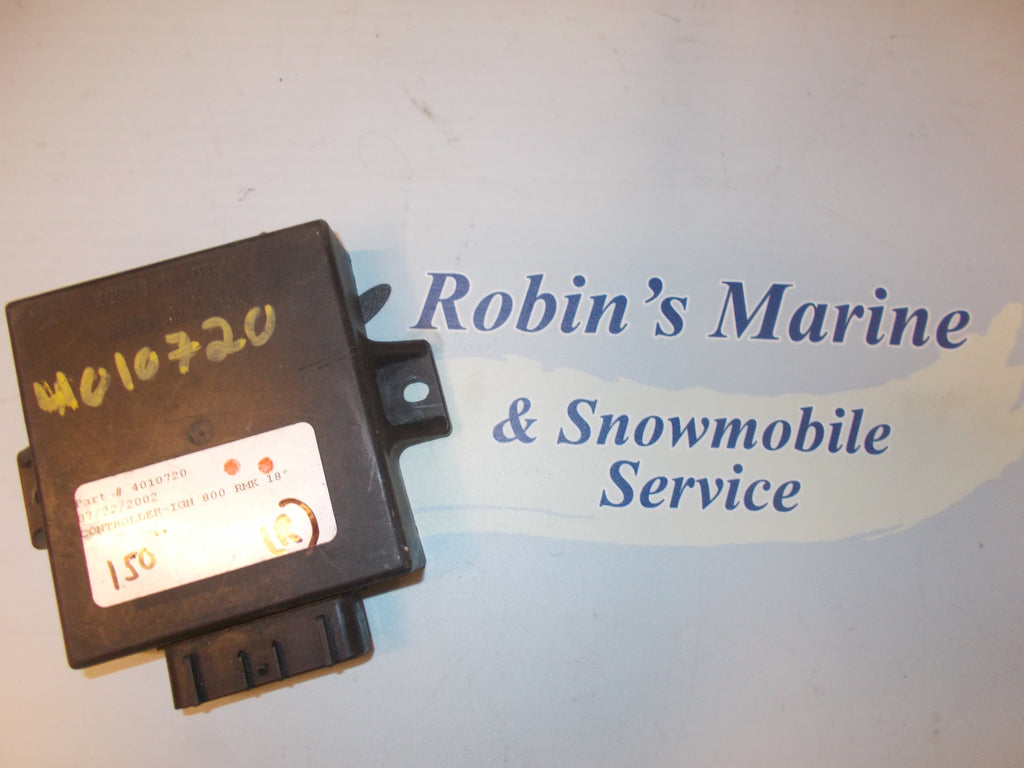 4010720
Part # 4010720
07/22/2002
CONTROLLER-IGN 800 RMK 18°
150
(R)
Robin's Marine
& Snowmobile
Service